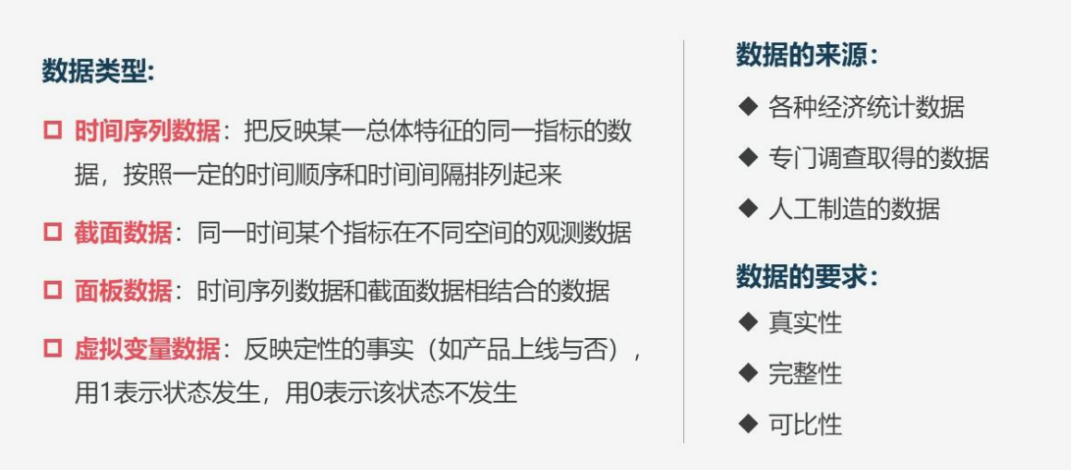 数据类型:
时间序列数据：把反映某一总体特征的同一指标的数
据，按照一定的时间顺序和时间间隔排列起来
截面数据：同一时间某个指标在不同空间的观测数据
面板数据：时间序列数据和截面数据相结合的数据
虚拟变量数据：反映定性的事实（如产品上线与否），
用1表示状态发生，用0表示该状态不发生
数据的来源：
◆ 各种经济统计数据
◆ 专门调查取得的数据
◆ 人工制造的数据
数据的要求：
◆ 真实性
◆ 完整性
◆ 可比性